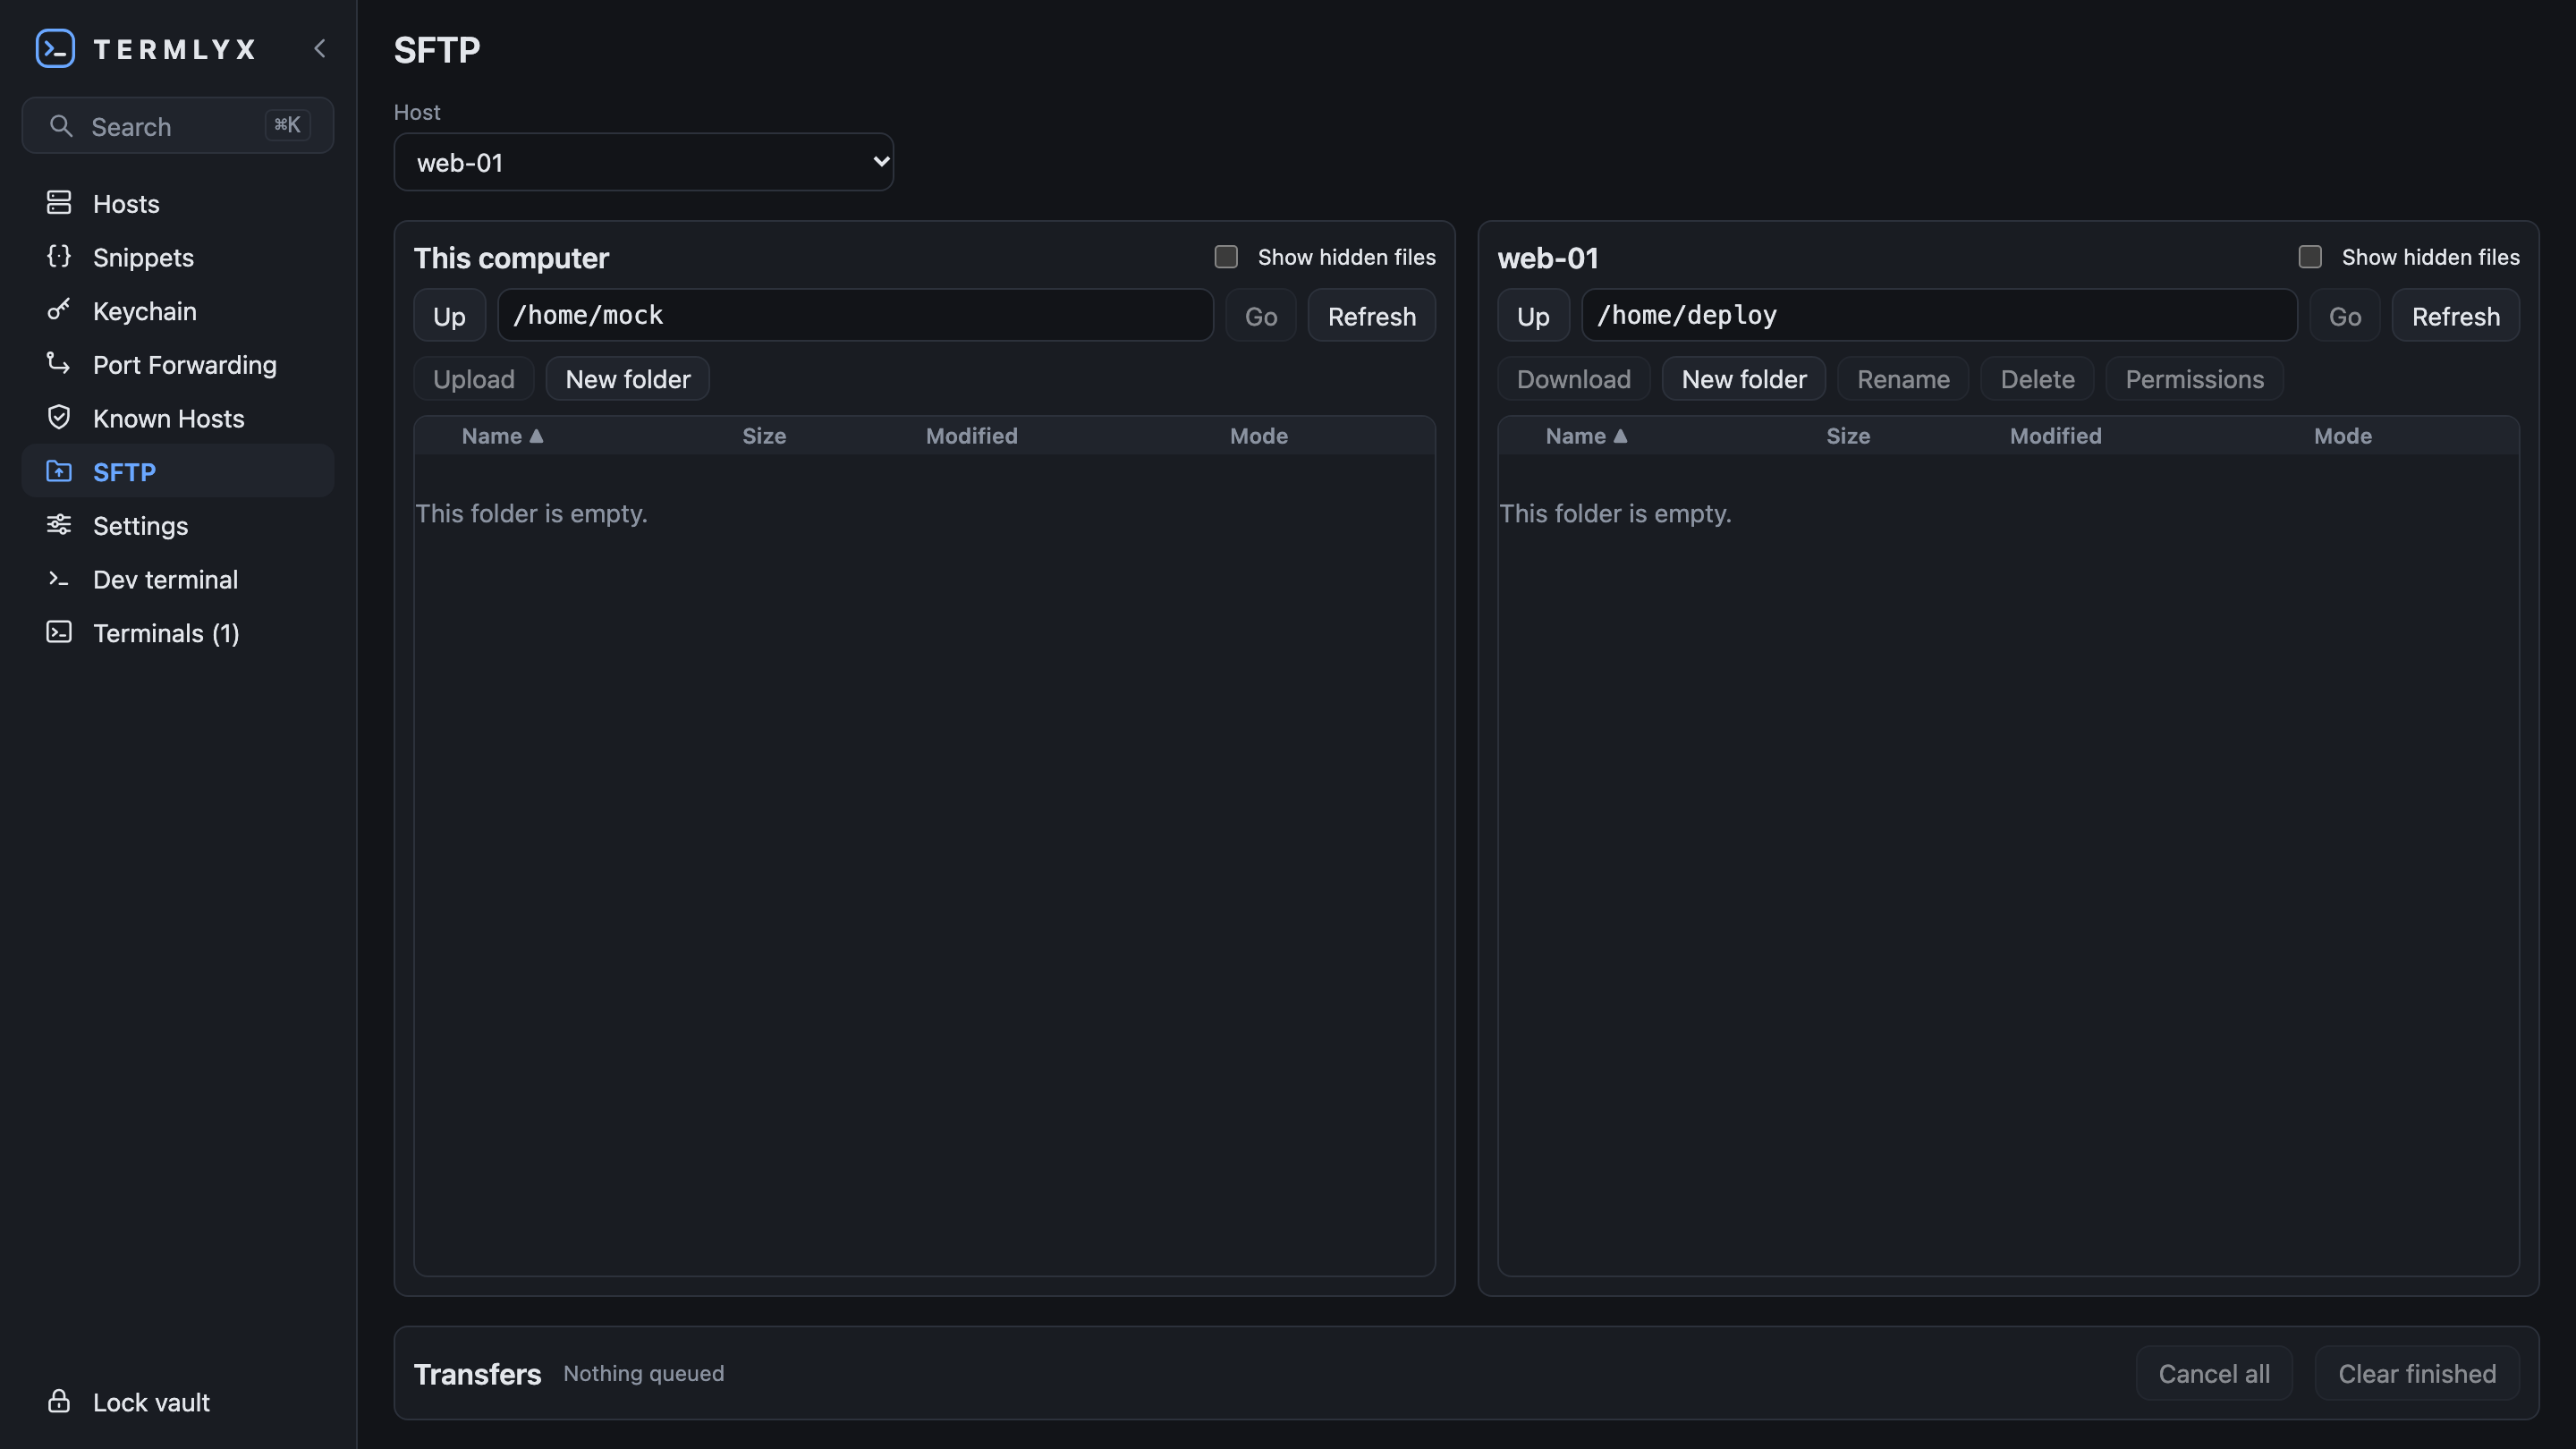 TERMLYX
Search ⌘K
Hosts
Snippets
Keychain
Port Forwarding
Known Hosts
SFTP
Settings
Dev terminal
Terminals (1)
Lock vault
SFTP
Host
web-01
This computer
Show hidden files
Up /home/mock Go Refresh
Upload New folder
Name ▲ Size Modified Mode
This folder is empty.
web-01
Show hidden files
Up /home/deploy Go Refresh
Download New folder Rename Delete Permissions
Name ▲ Size Modified Mode
This folder is empty.
Transfers Nothing queued
Cancel all Clear finished